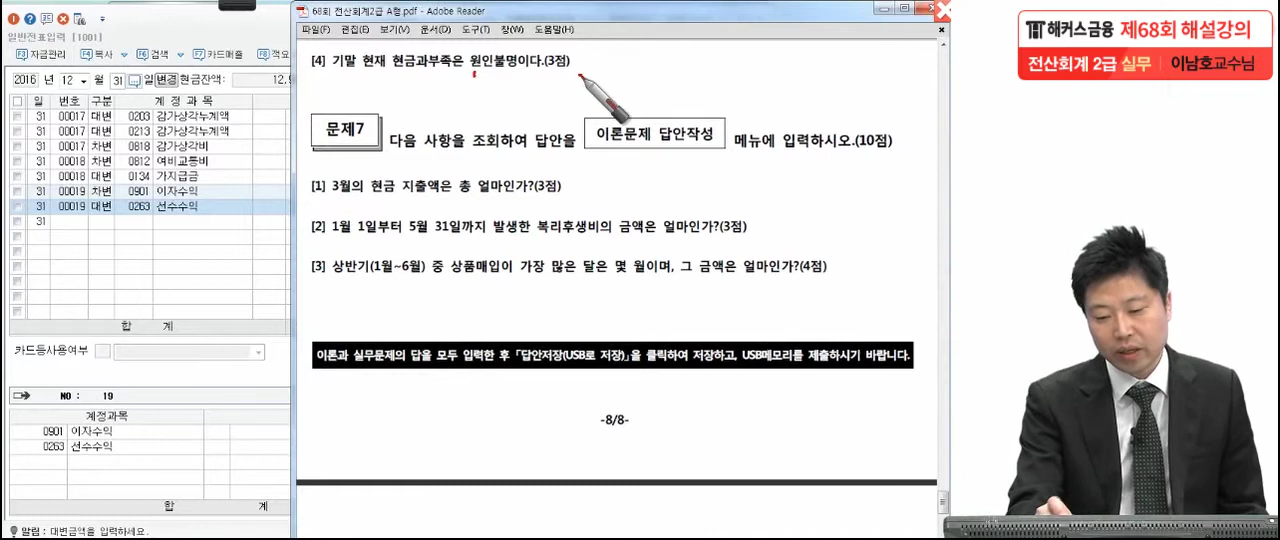 68회 전산회계2급 A형.pdf - Adobe Reader
일반전표입력 [1001]
파일(F) 편집(E) 보기(V) 문서(D) 도구(T) 창(W) 도움말(H)
F3 자금관리 F4 복사 F6 검색 F7 카드매출 F8 적요
2016 년 12 월 31 일 변경 현금잔액:
일 번호 구분 계 정 과 목
31 00017 대변 0203 감가상각누계액
31 00017 대변 0213 감가상각누계액
31 00017 차변 0818 감가상각비
31 00018 차변 0812 여비교통비
31 00018 대변 0134 가지급금
31 00019 차변 0901 이자수익
31 00019 대변 0263 선수수익
31
합 계
카드등사용여부
NO : 19
계정과목
0901 이자수익
0263 선수수익
합 계
알림 : 대변금액을 입력하세요.
[4] 기말 현재 현금과부족은 원인불명이다.(3점)
문제7 다음 사항을 조회하여 답안을 이론문제 답안작성 메뉴에 입력하시오.(10점)
[1] 3월의 현금 지출액은 총 얼마인가?(3점)
[2] 1월 1일부터 5월 31일까지 발생한 복리후생비의 금액은 얼마인가?(3점)
[3] 상반기(1월~6월) 중 상품매입이 가장 많은 달은 몇 월이며, 그 금액은 얼마인가?(4점)
이론과 실무문제의 답을 모두 입력한 후 「답안저장(USB로 저장)」을 클릭하여 저장하고, USB메모리를 제출하시기 바랍니다.
-8/8-
해커스금융 제68회 해설강의
전산회계 2급 실무 이남호교수님